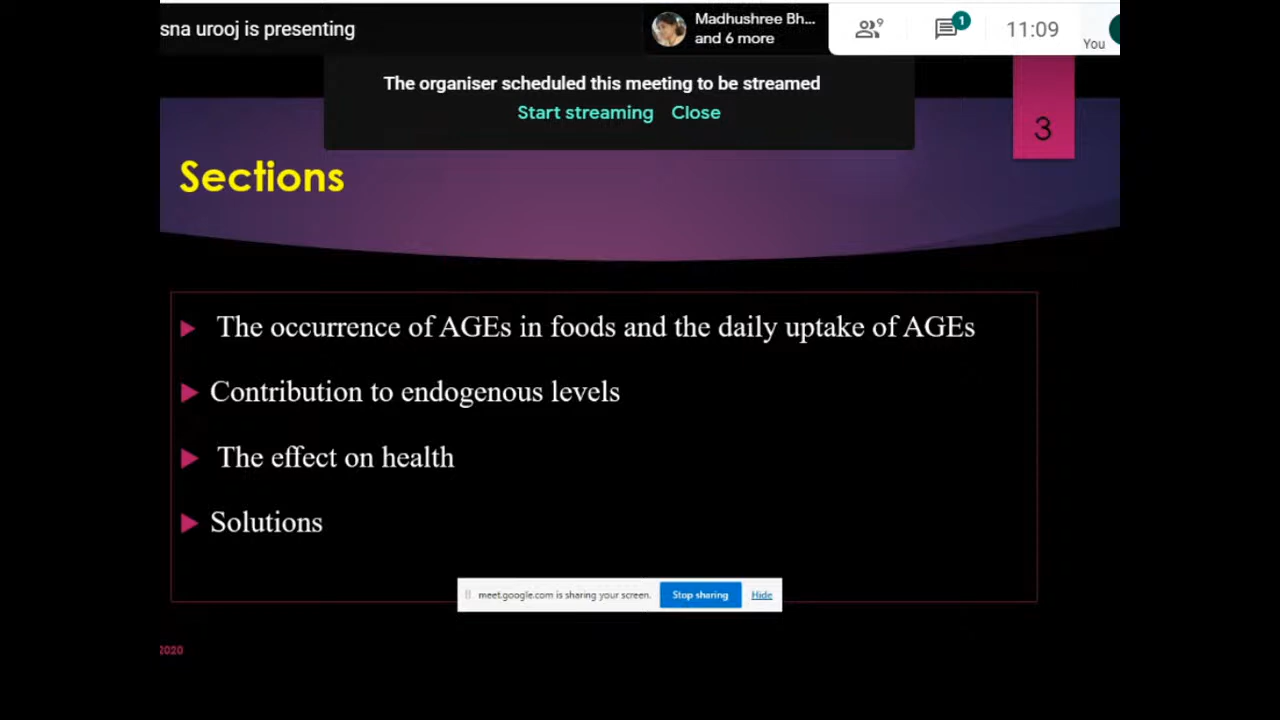 sna urooj is presenting
Madhushree Bh...
and 6 more
9
1
11:09
You
The organiser scheduled this meeting to be streamed
Start streaming Close
3
Sections
The occurrence of AGEs in foods and the daily uptake of AGEs
Contribution to endogenous levels
The effect on health
Solutions
meet.google.com is sharing your screen. Stop sharing Hide
2020